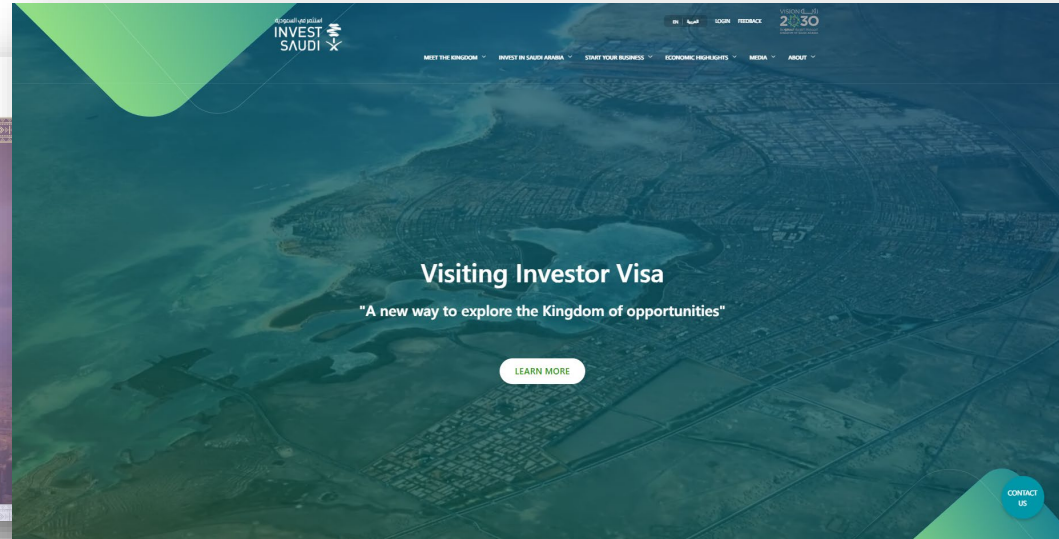 استثمر في السعودية
INVEST
SAUDI
EN | العربية LOGIN FEEDBACK
VISION رؤية
2030
MEET THE KINGDOM INVEST IN SAUDI ARABIA START YOUR BUSINESS ECONOMIC HIGHLIGHTS MEDIA ABOUT
Visiting Investor Visa
"A new way to explore the Kingdom of opportunities"
LEARN MORE
CONTACT
US